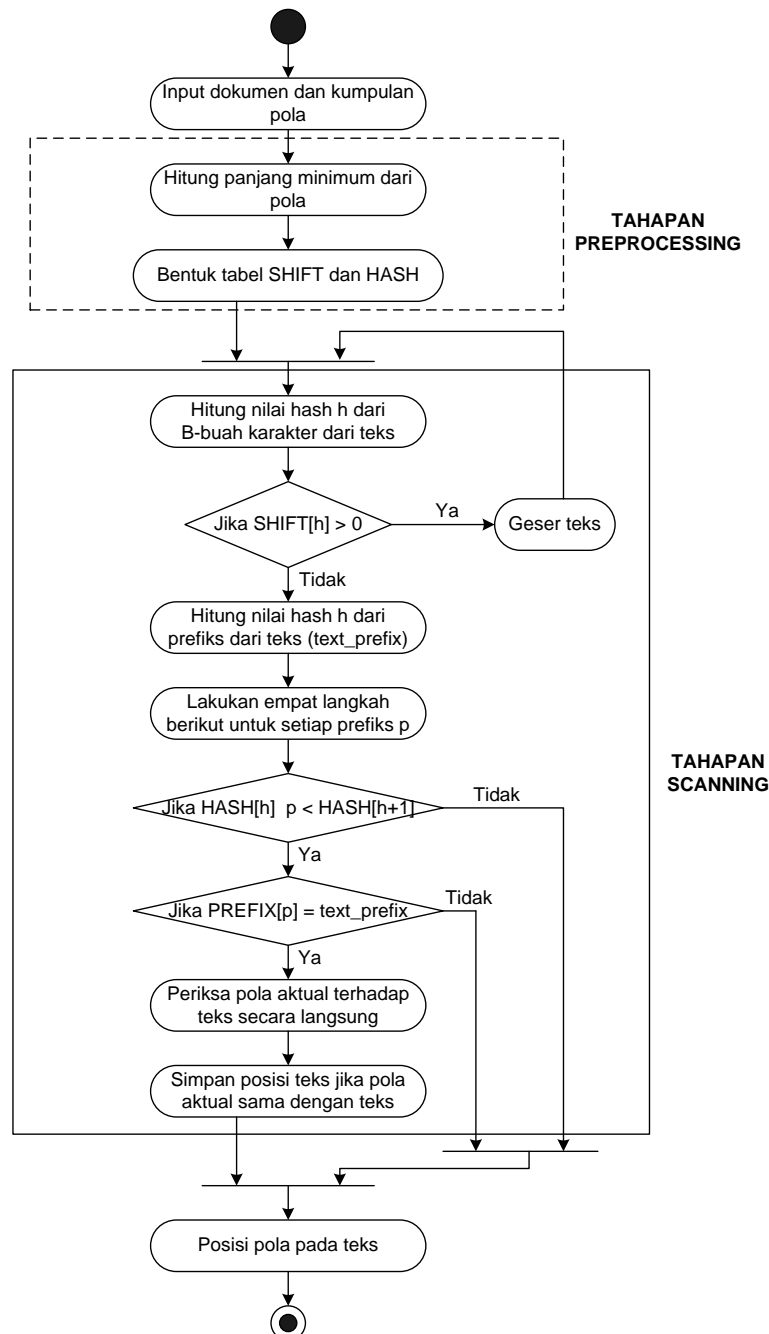 Input dokumen dan kumpulan
pola
Hitung panjang minimum dari
pola
TAHAPAN
PREPROCESSING
Bentuk tabel SHIFT dan HASH
Hitung nilai hash h dari
B-buah karakter dari teks
Jika SHIFT[h] > 0
Ya
Geser teks
Tidak
Hitung nilai hash h dari
prefiks dari teks (text_prefix)
Lakukan empat langkah
berikut untuk setiap prefiks p
TAHAPAN
SCANNING
Jika HASH[h]  p < HASH[h+1]
Tidak
Ya
Jika PREFIX[p] = text_prefix
Tidak
Ya
Periksa pola aktual terhadap
teks secara langsung
Simpan posisi teks jika pola
aktual sama dengan teks
Posisi pola pada teks